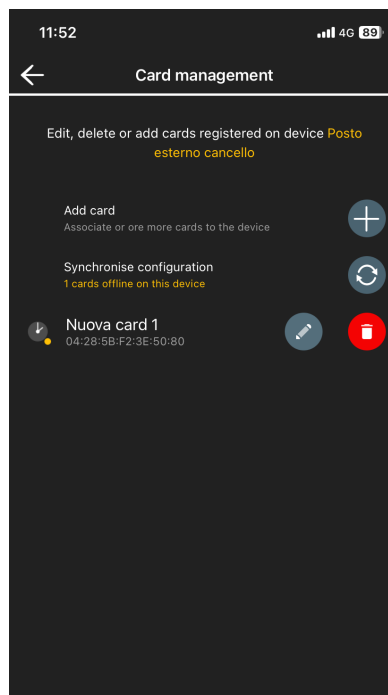 11:52
4G 89
Card management
Edit, delete or add cards registered on device Posto
esterno cancello
Add card
Associate or ore more cards to the device
Synchronise configuration
1 cards offline on this device
Nuova card 1
04:28:5B:F2:3E:50:80